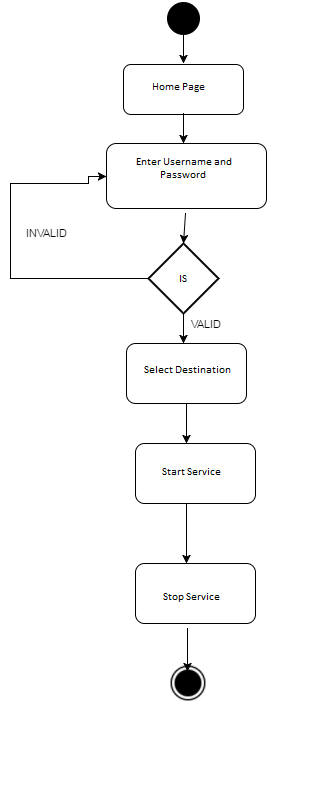 Home Page
Enter Username and
Password
INVALID
IS
VALID
Select Destination
Start Service
Stop Service